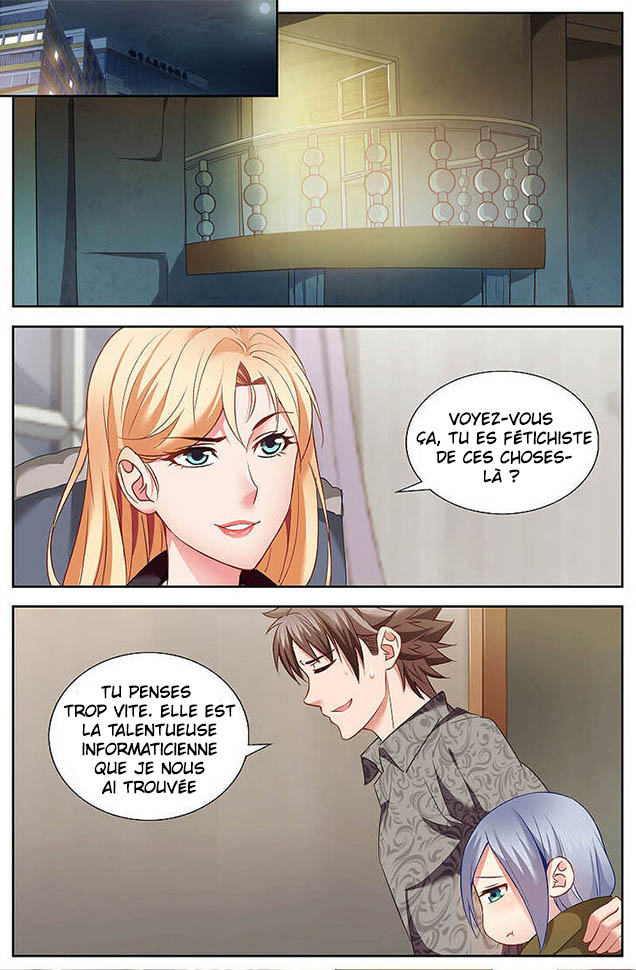 VOYEZ-VOUS
ÇA, TU ES FÉTICHISTE
DE CES CHOSES-
LÀ ?
TU PENSES
TROP VITE. ELLE EST
LA TALENTUEUSE
INFORMATICIENNE
QUE JE NOUS
AI TROUVÉE